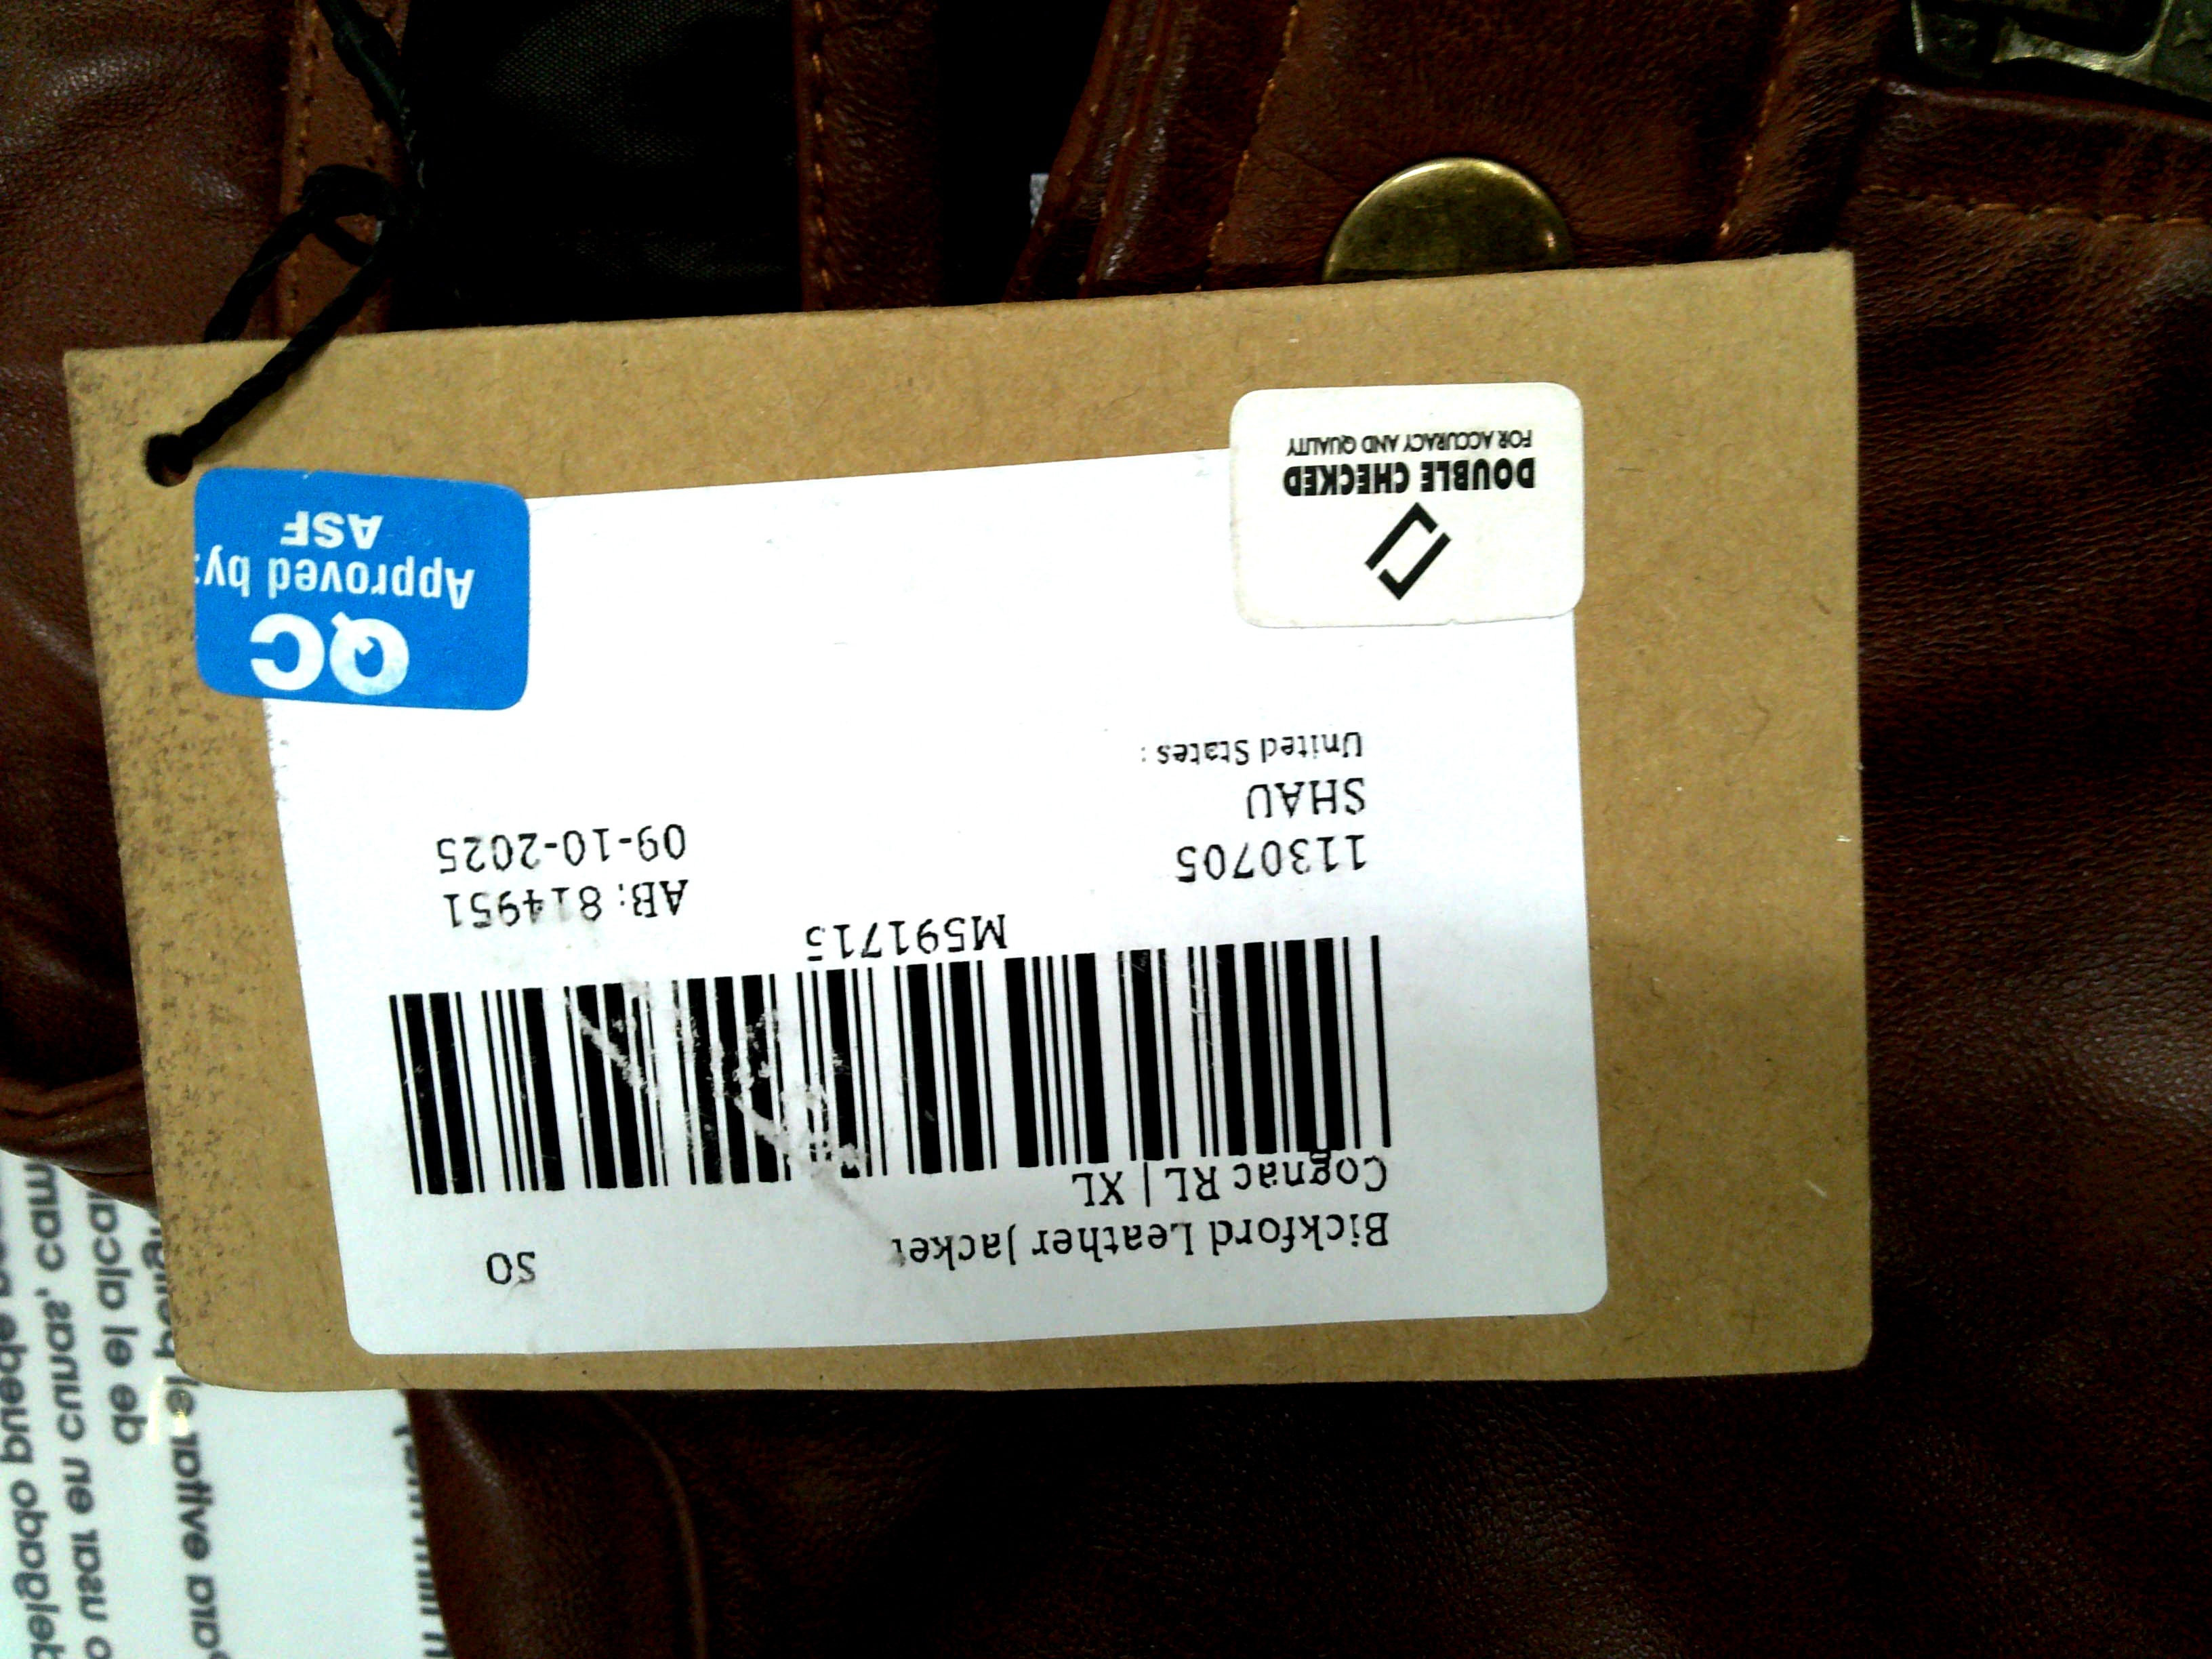 Bickford Leather Jacket
Cognac RL | XL
SO
M591715
1130705
SHAU
United States :
AB: 814951
09-10-2025
DOUBLE CHECKED
FOR ACCURACY AND QUALITY
QC
Approved by:
ASF